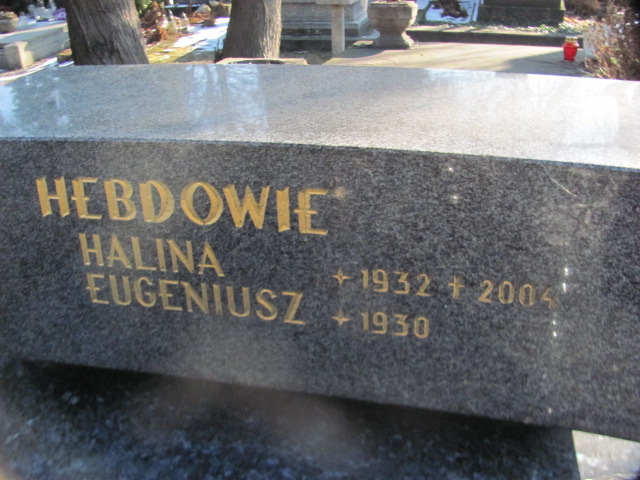 HEBDOWIE
HALINA ✦ 1932 ✝ 2004
EUGENIUSZ ✦ 1930